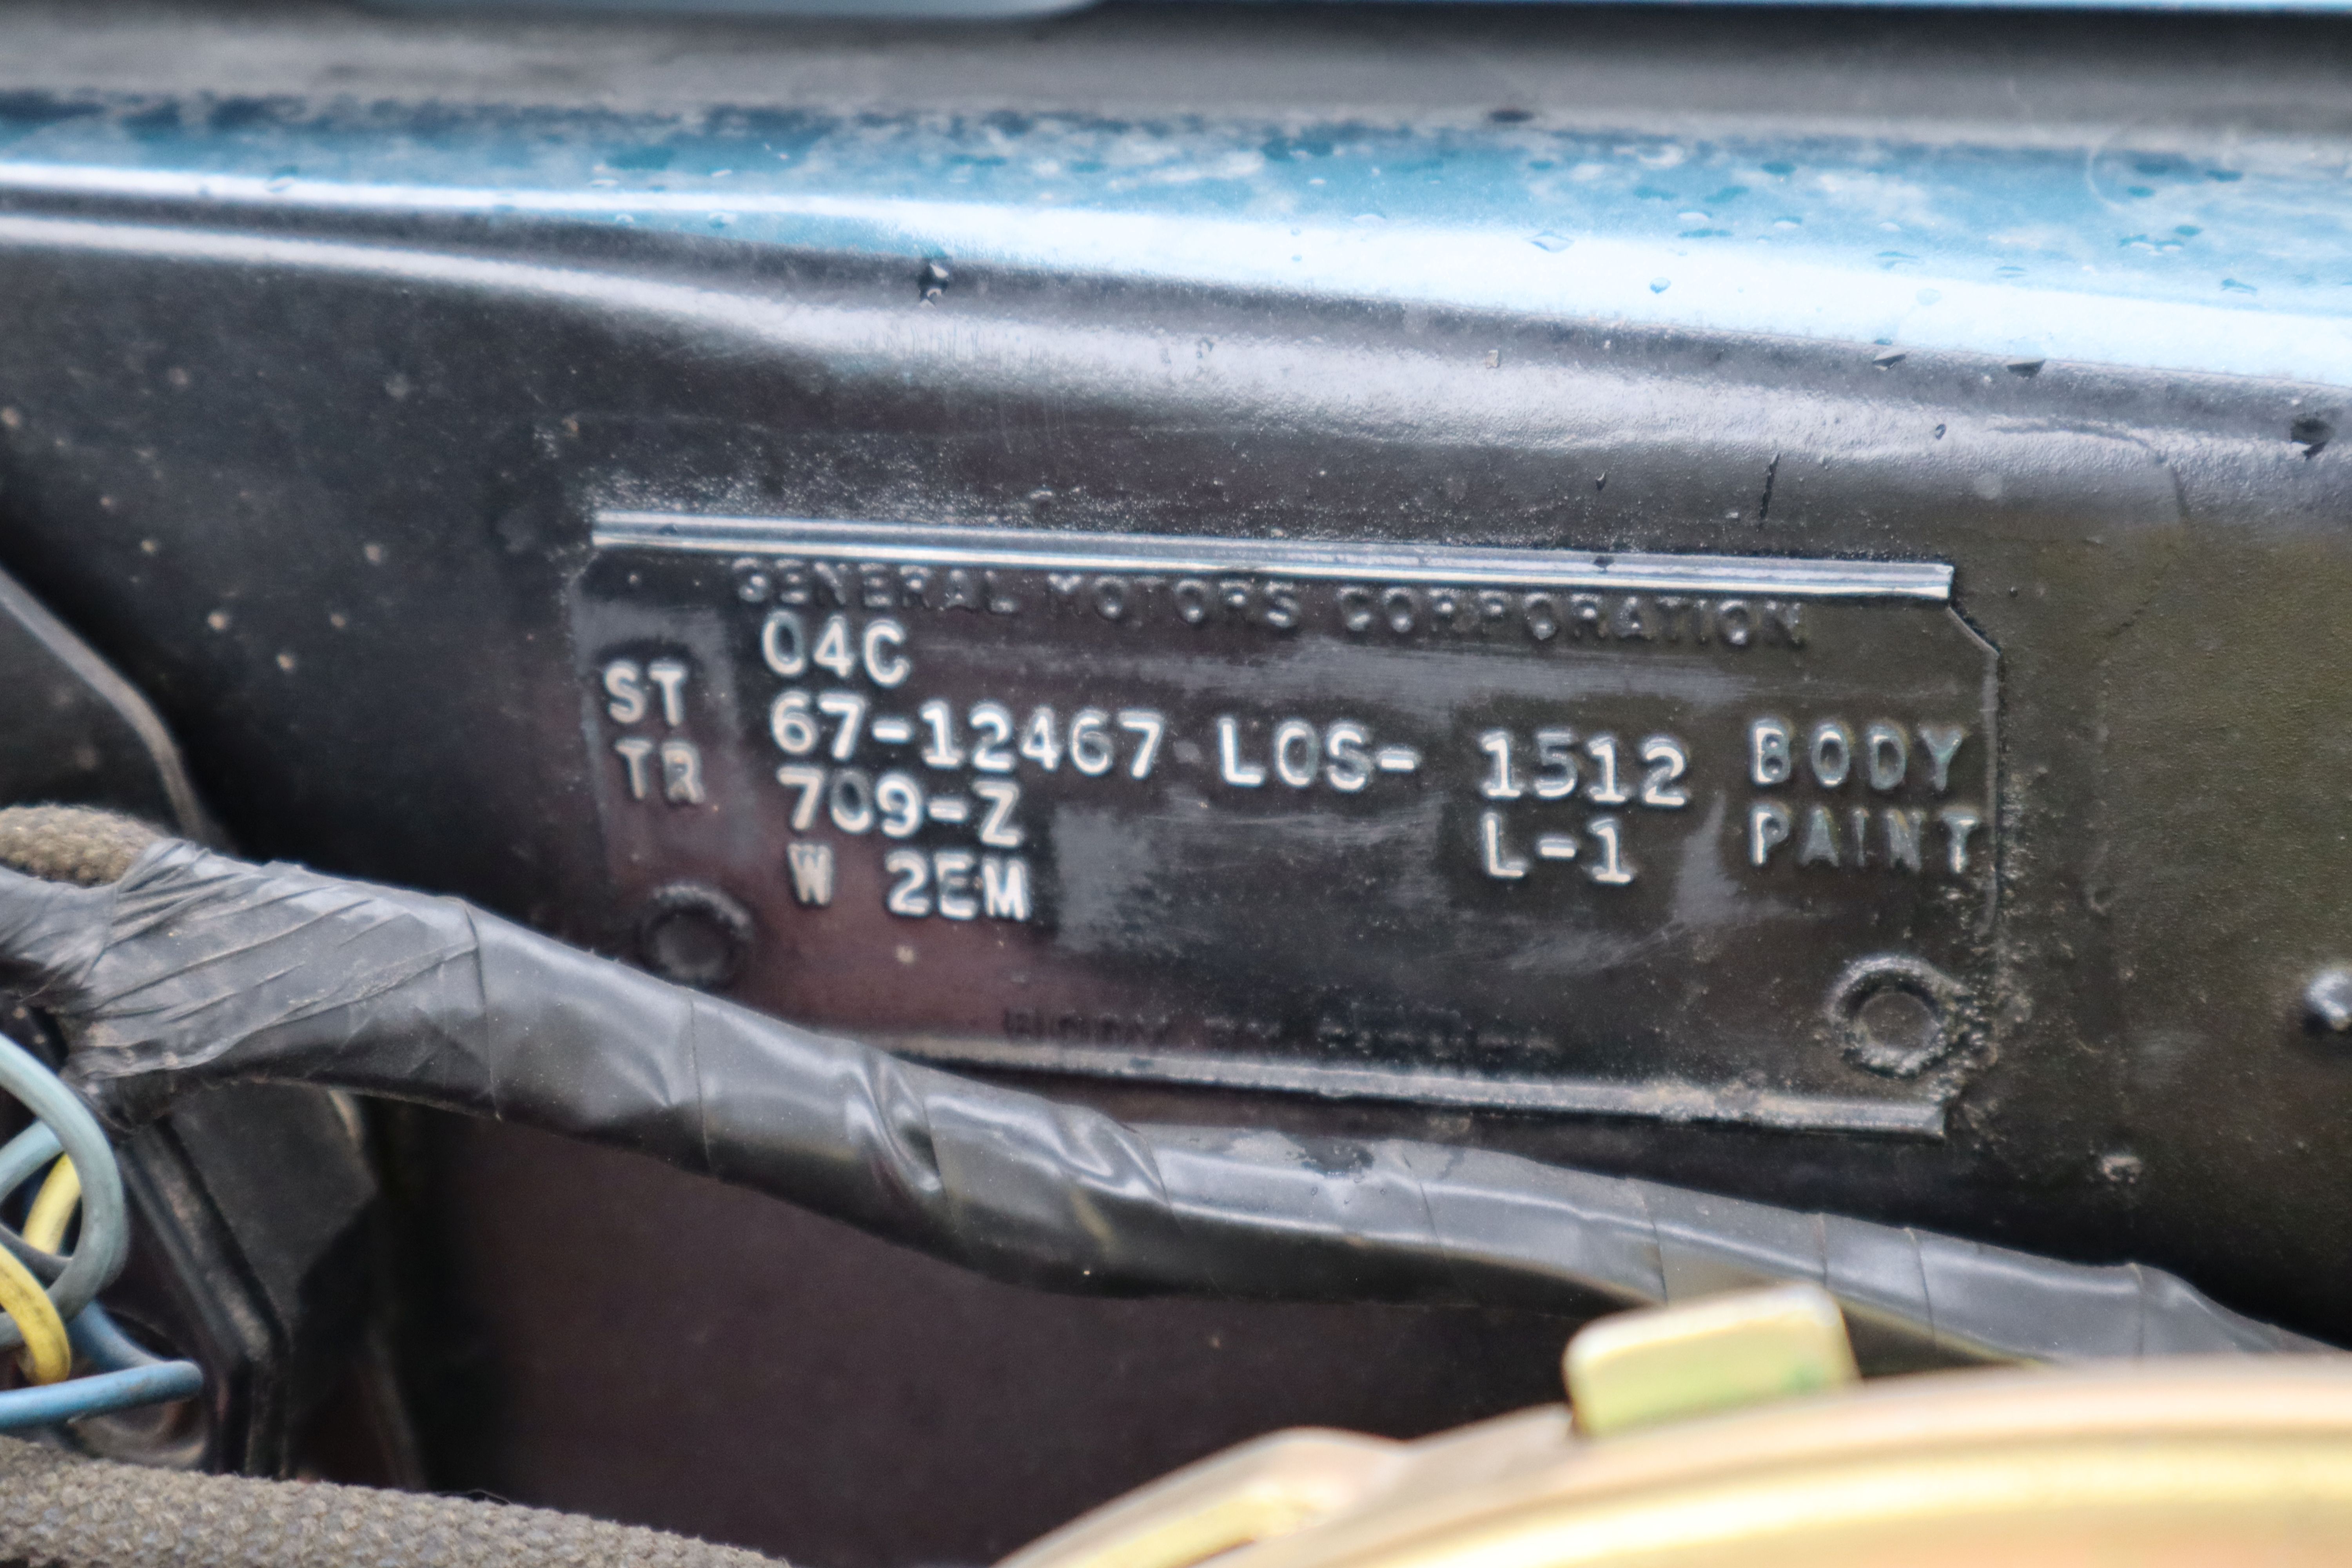 GENERAL MOTORS CORPORATION
04C
ST 67-12467 LOS- 1512 BODY
TR 709-Z L-1 PAINT
W 2EM